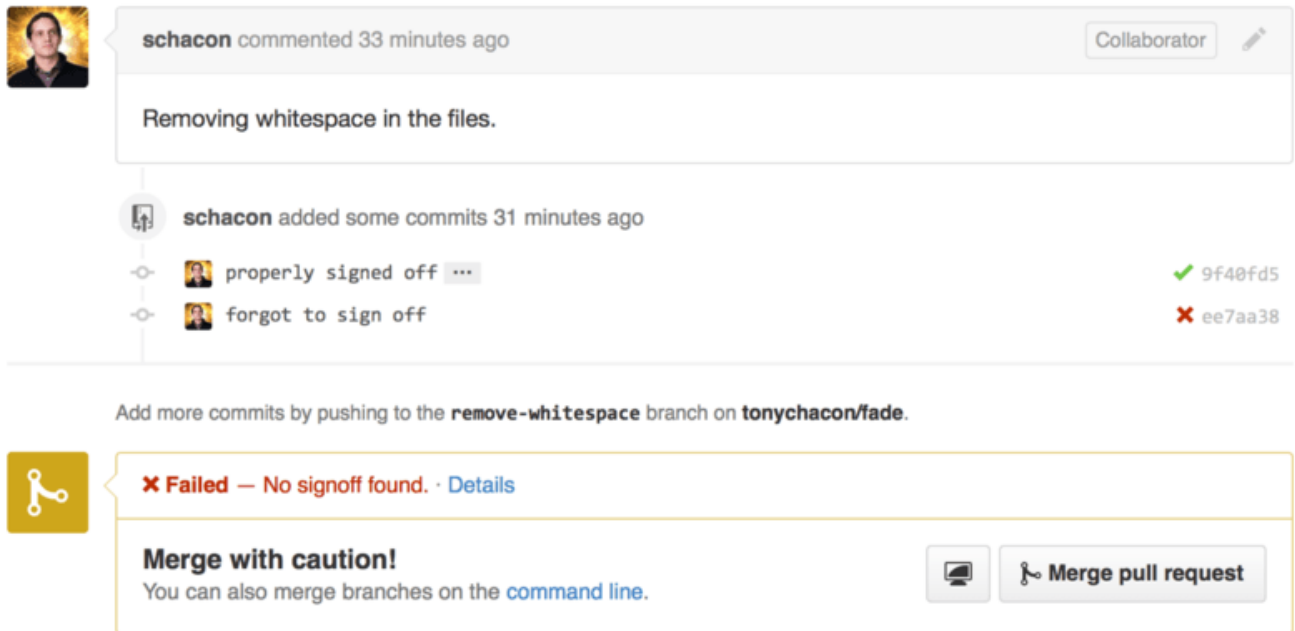 schacon commented 33 minutes ago Collaborator
Removing whitespace in the files.
schacon added some commits 31 minutes ago
properly signed off ··· 9f40fd5
forgot to sign off ee7aa38
Add more commits by pushing to the remove-whitespace branch on tonychacon/fade.
Failed — No signoff found. · Details
Merge with caution!
You can also merge branches on the command line.
Merge pull request